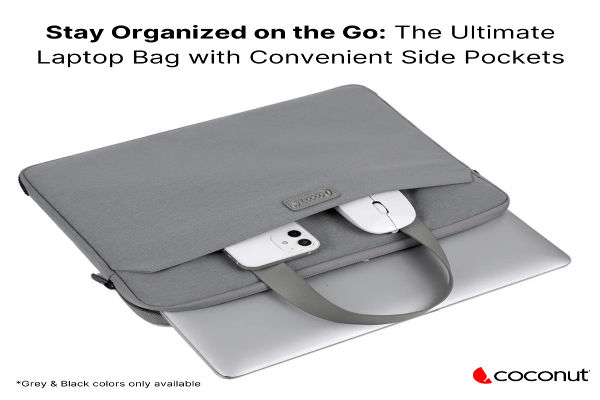 Stay Organized on the Go: The Ultimate
Laptop Bag with Convenient Side Pockets
*Grey & Black colors only available
coconut